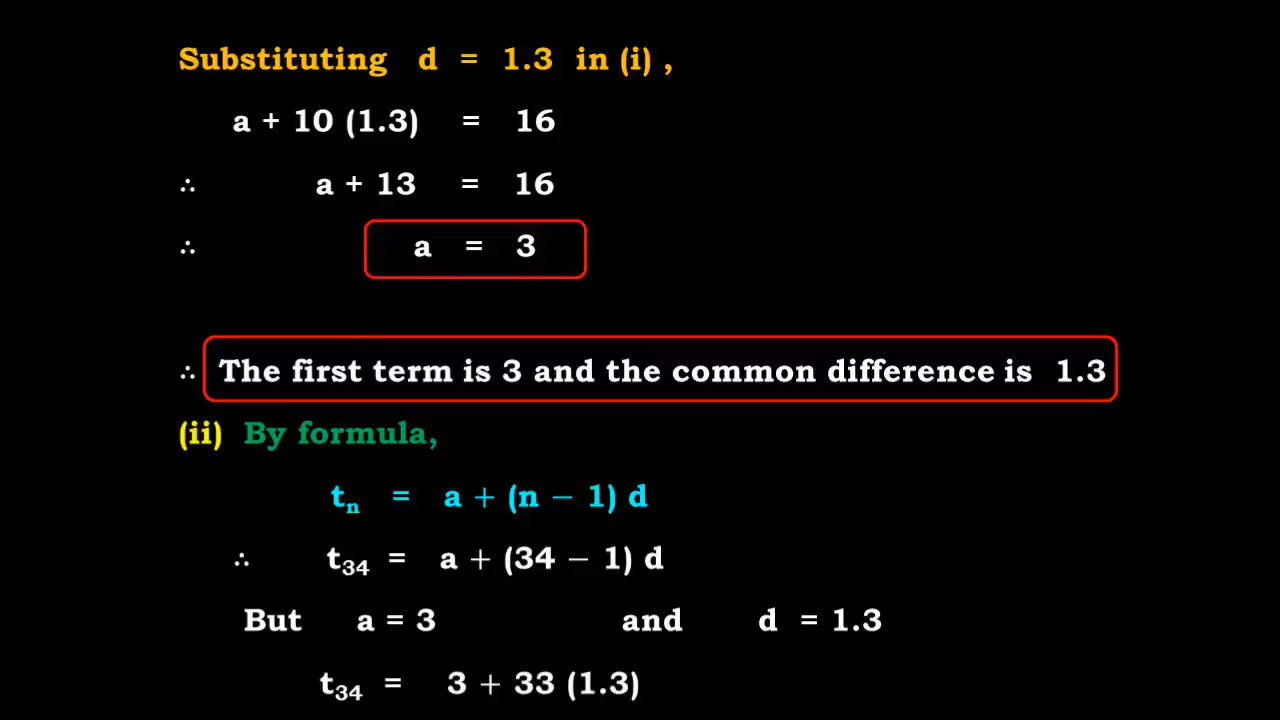 Substituting d = 1.3 in (i) ,
a + 10 (1.3) = 16
∴ a + 13 = 16
∴ a = 3
∴ The first term is 3 and the common difference is 1.3
(ii) By formula,
tₙ = a + (n − 1) d
∴ t₃₄ = a + (34 − 1) d
But a = 3 and d = 1.3
t₃₄ = 3 + 33 (1.3)